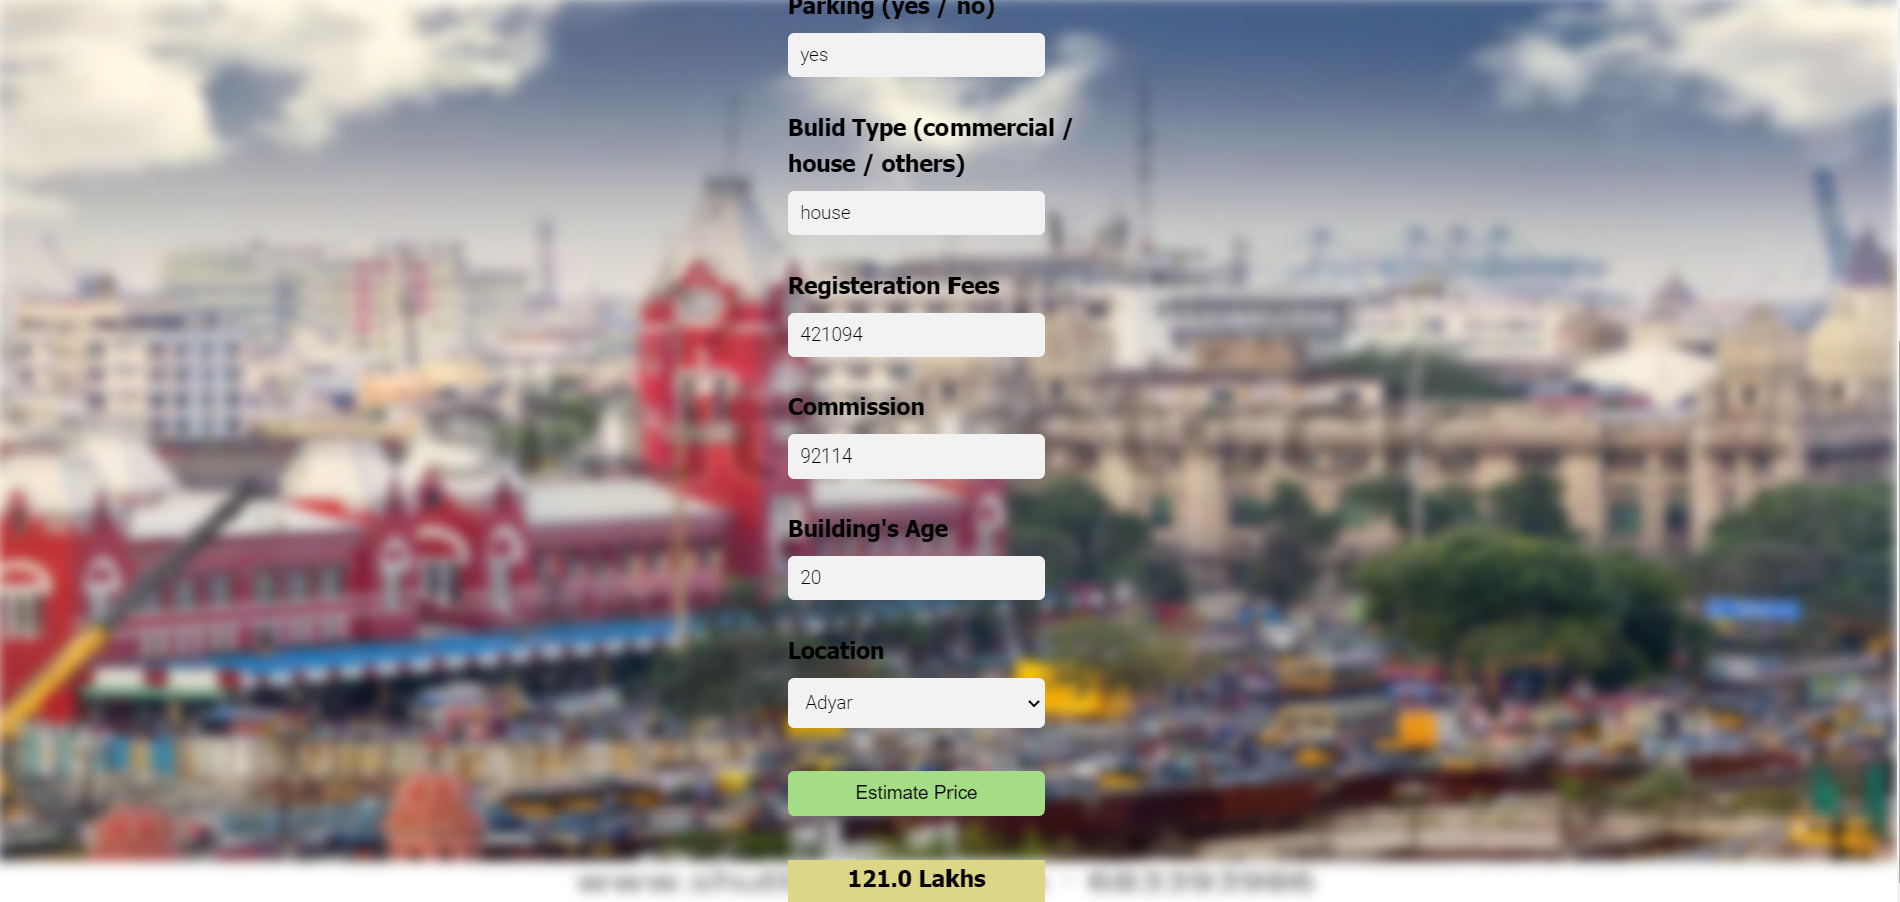 Parking (yes / no)
yes
Bulid Type (commercial /
house / others)
house
Registeration Fees
421094
Commission
92114
Building's Age
20
Location
Adyar
Estimate Price
121.0 Lakhs